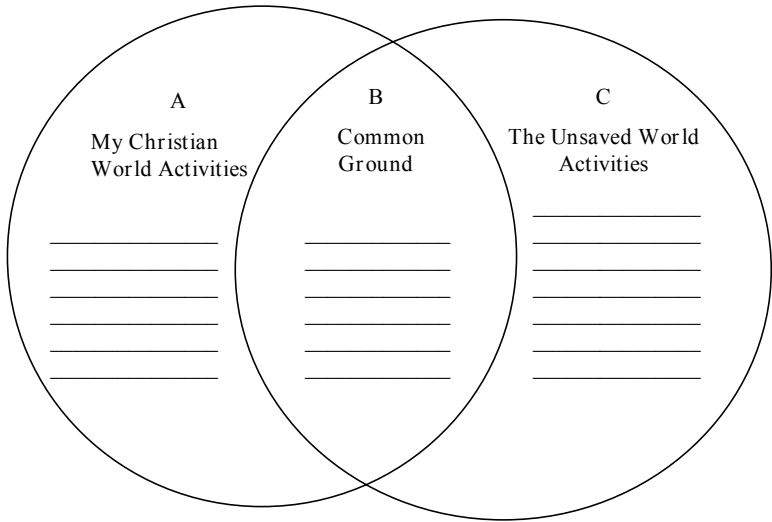 A
My Christian
World Activities
B
Common
Ground
C
The Unsaved World
Activities